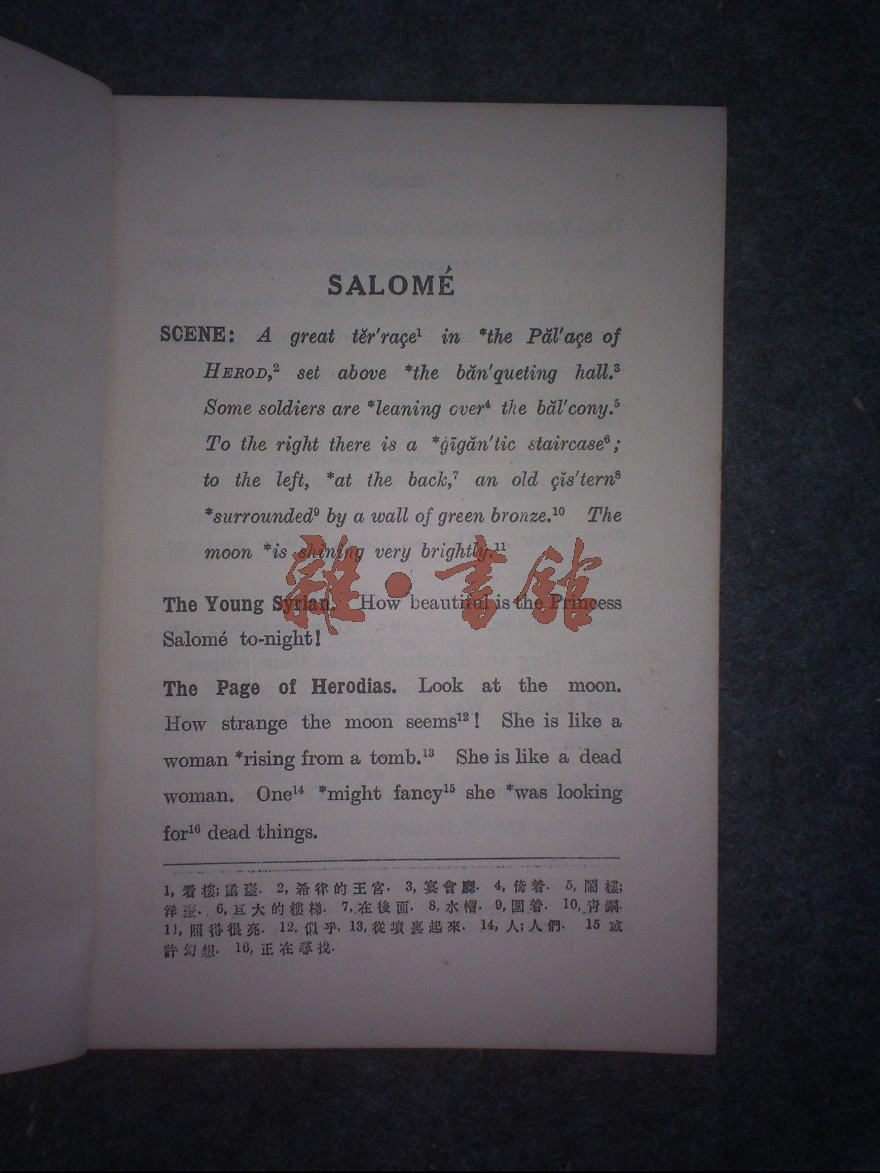 SALOMÉ
SCENE: A great tĕr′raçe¹ in *the Păl′açe of
HEROD,² set above *the băn′queting hall.³
Some soldiers are *leaning over⁴ the băl′cony.⁵
To the right there is a *ġīgăn′tic staircase⁶;
to the left, *at the back,⁷ an old çĭs′tern⁸
*surrounded⁹ by a wall of green bronze.¹⁰ The
moon *is shining very brightly.¹¹
雜·書館
The Young Syrian. How beautiful is the Princess
Salomé to-night!
The Page of Herodias. Look at the moon.
How strange the moon seems¹²! She is like a
woman *rising from a tomb.¹³ She is like a dead
woman. One¹⁴ *might fancy¹⁵ she *was looking
for¹⁶ dead things.
1, 看樓; 露臺. 2, 希律的王宮. 3, 宴會廳. 4, 倚着. 5, 閣樓;
洋臺. 6, 巨大的樓梯. 7, 在後面. 8, 水槽. 9, 圍着. 10, 靑銅.
11, 照得很亮. 12, 似乎. 13, 從墳裏起來. 14, 人; 人們. 15 或
許幻想. 16, 正在尋找.